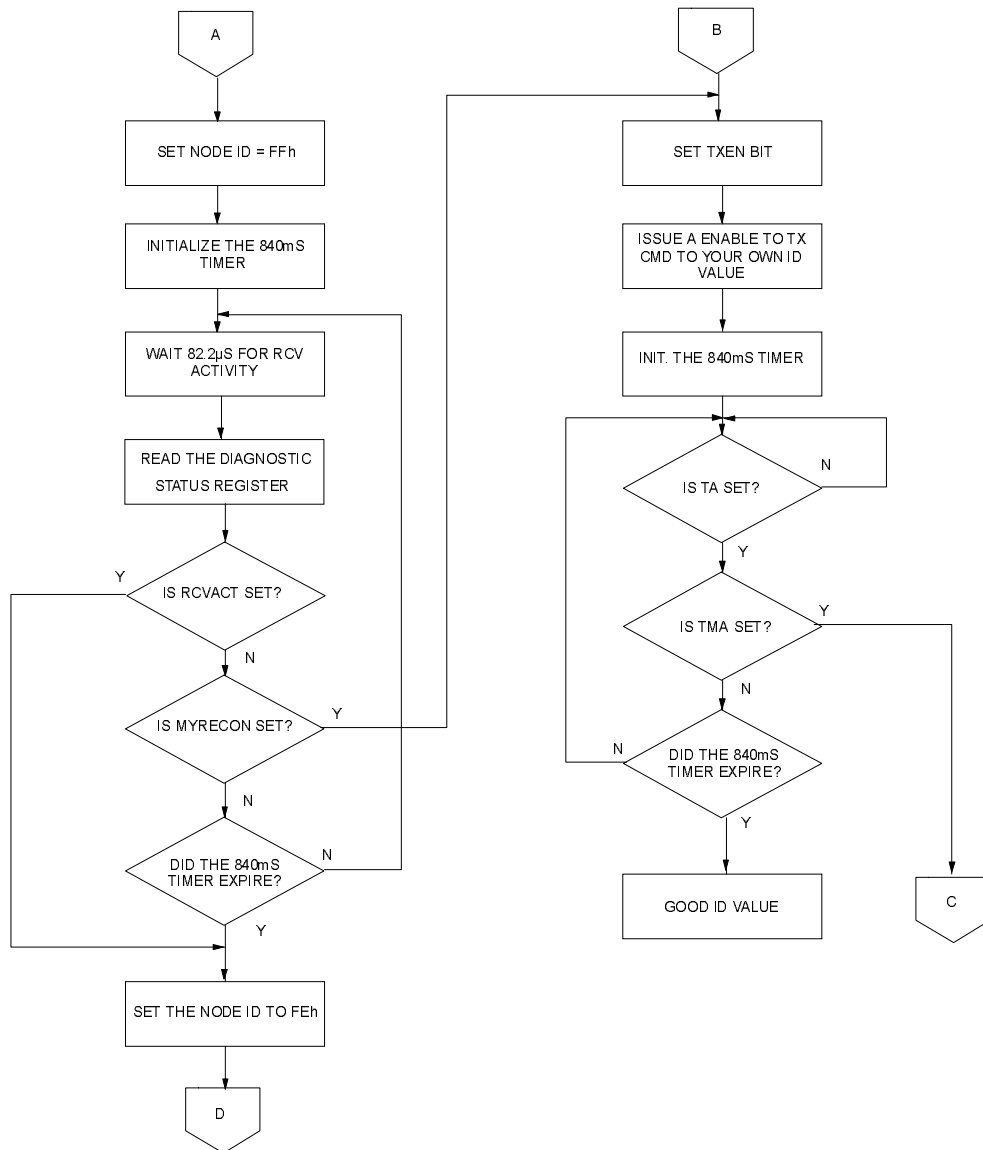 A
SET NODE ID = FFh
INITIALIZE THE 840mS
TIMER
WAIT 82.2µS FOR RCV
ACTIVITY
READ THE DIAGNOSTIC
STATUS REGISTER
Y
IS RCVACT SET?
N
IS MYRECON SET?
Y
N
DID THE 840mS
TIMER EXPIRE?
N
Y
SET THE NODE ID TO FEh
D
B
SET TXEN BIT
ISSUE A ENABLE TO TX
CMD TO YOUR OWN ID
VALUE
INIT. THE 840mS TIMER
IS TA SET?
N
Y
IS TMA SET?
Y
N
DID THE 840mS
TIMER EXPIRE?
N
Y
GOOD ID VALUE
C